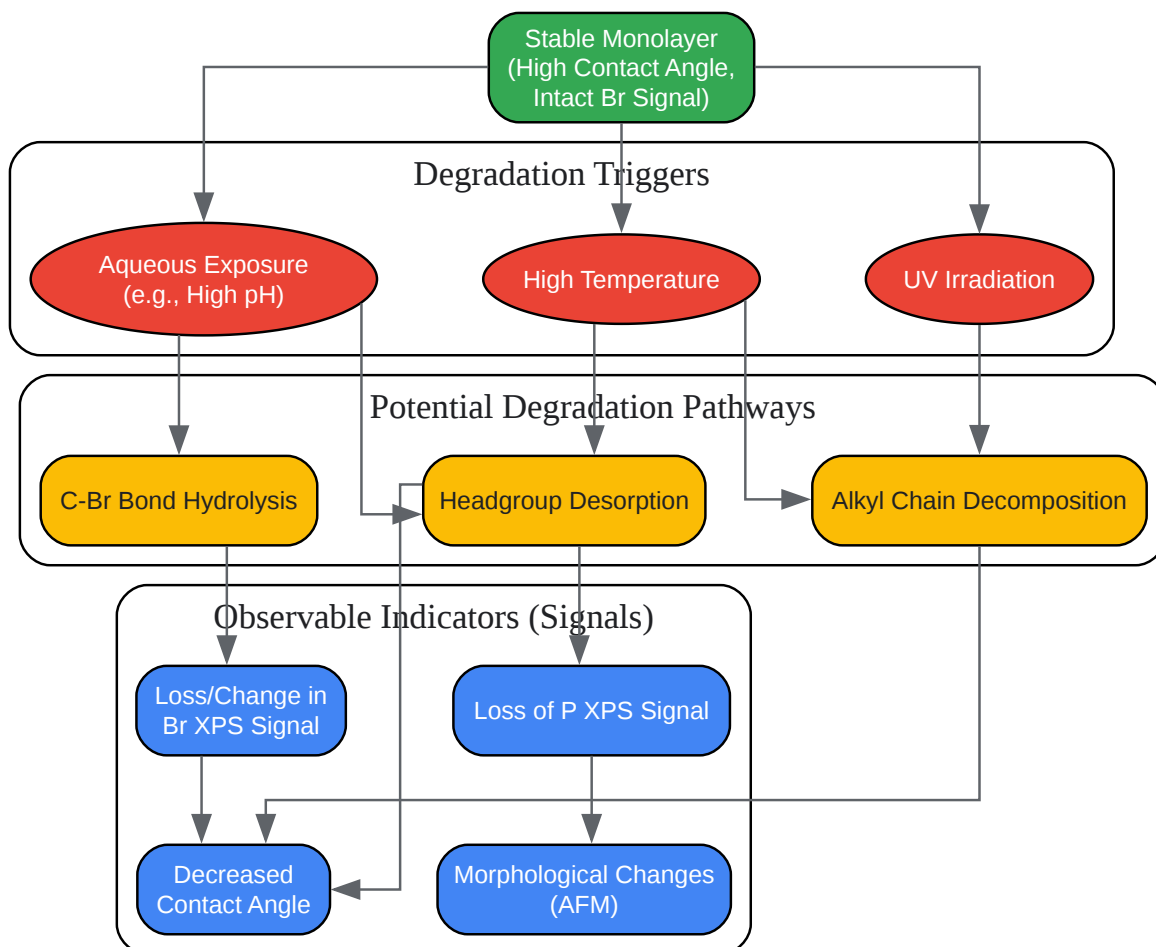 Stable Monolayer
(High Contact Angle,
Intact Br Signal)
Degradation Triggers
Aqueous Exposure
(e.g., High pH)
High Temperature
UV Irradiation
Potential Degradation Pathways
C-Br Bond Hydrolysis
Headgroup Desorption
Alkyl Chain Decomposition
Observable Indicators (Signals)
Loss/Change in
Br XPS Signal
Loss of P XPS Signal
Decreased
Contact Angle
Morphological Changes
(AFM)